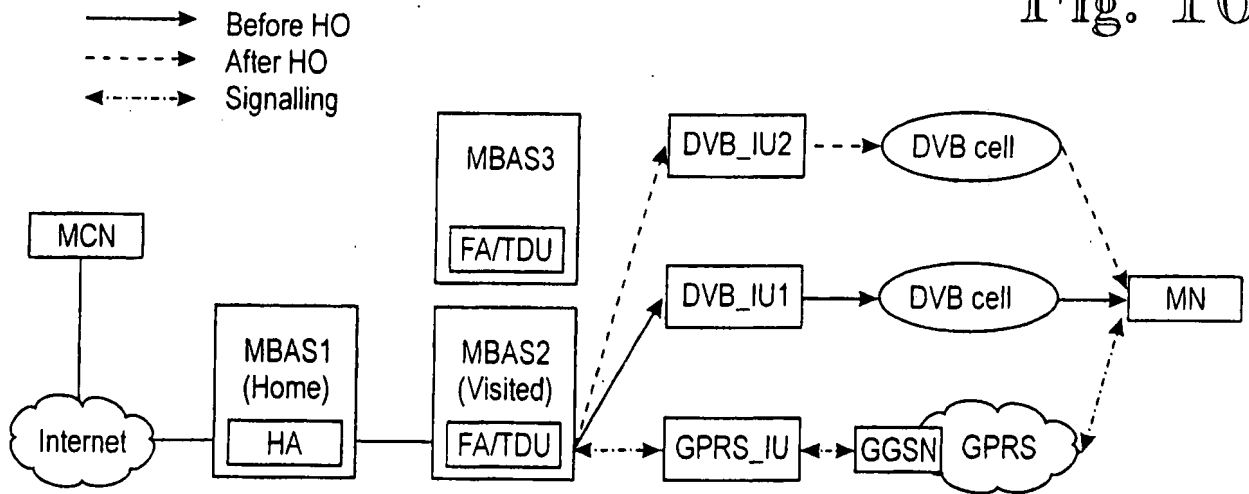 Fig. 10
Before HO
After HO
Signalling
MBAS3
FA/TDU
DVB_IU2
DVB cell
MCN
DVB_IU1
DVB cell
MN
MBAS1
(Home)
HA
MBAS2
(Visited)
FA/TDU
Internet
GPRS_IU
GGSN
GPRS